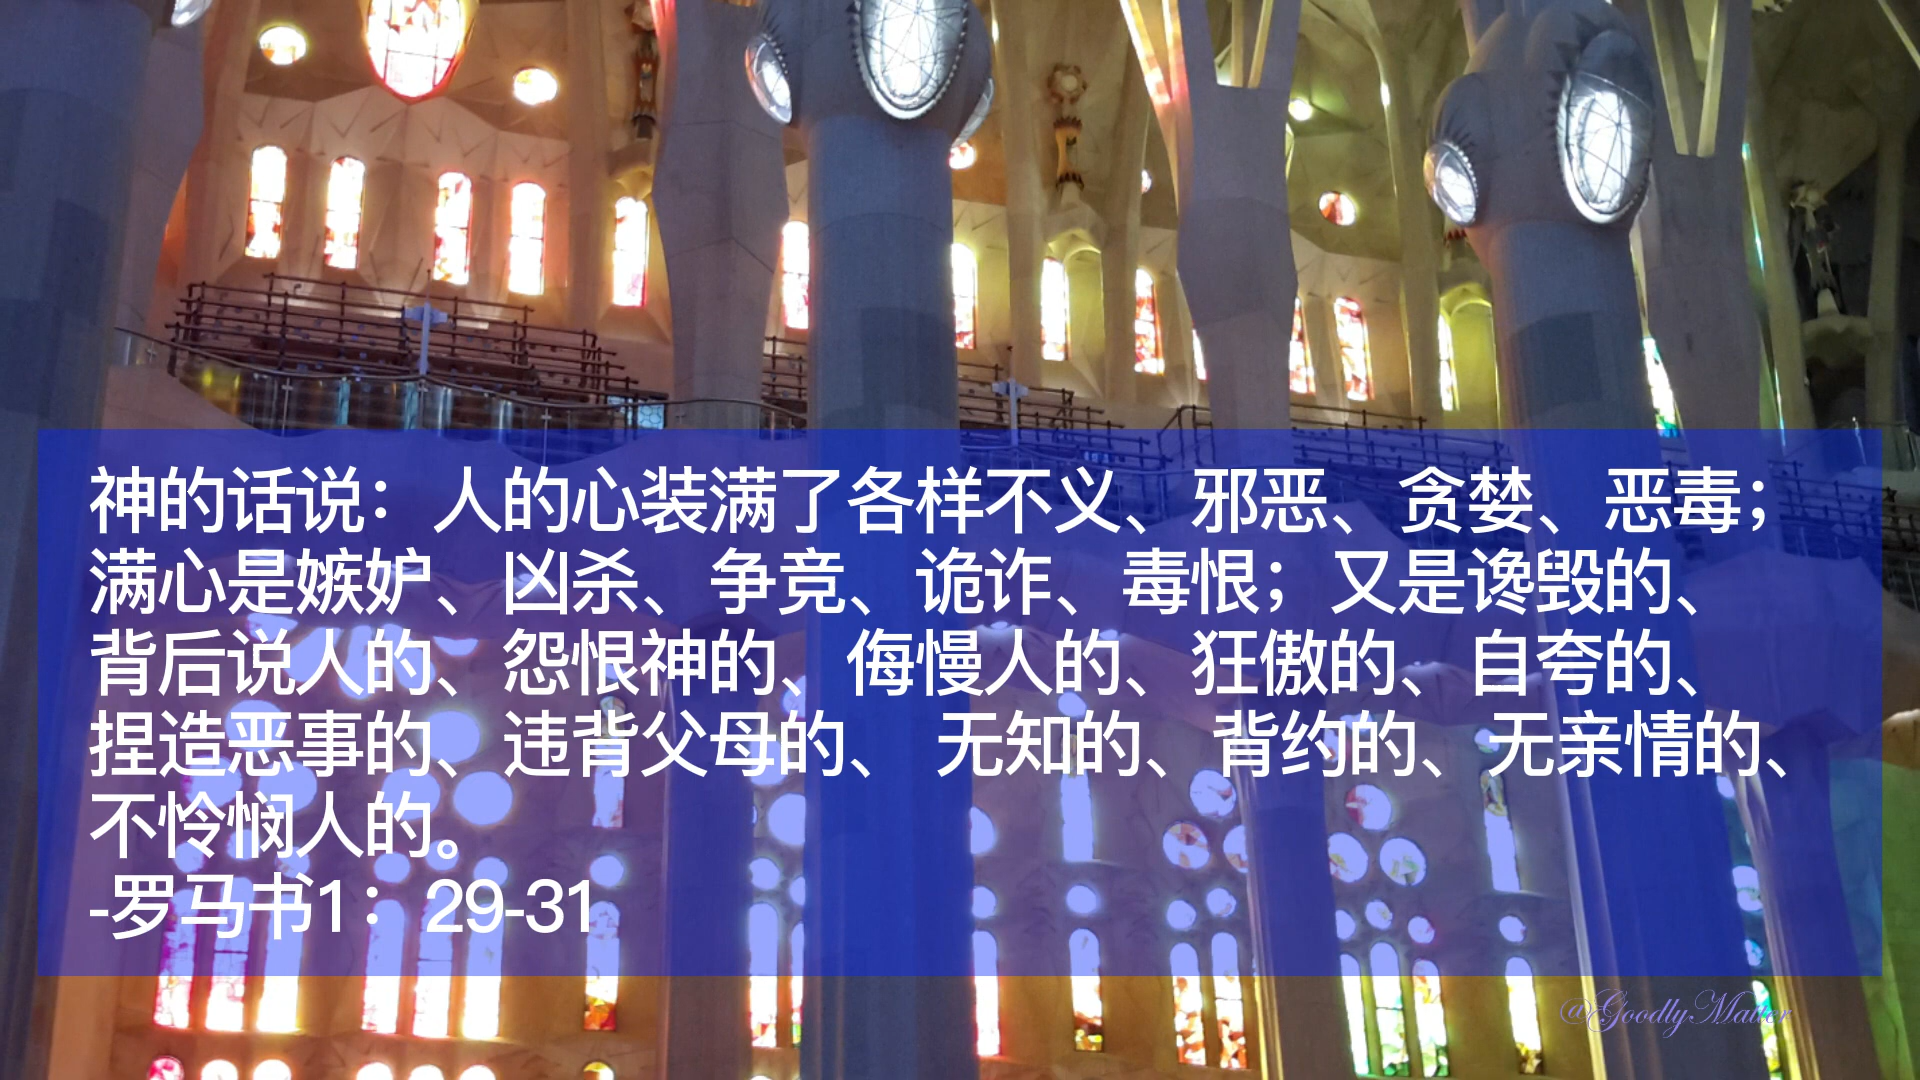 神的话说：人的心装满了各样不义、邪恶、贪婪、恶毒；
满心是嫉妒、凶杀、争竞、诡诈、毒恨；又是谗毁的、
背后说人的、怨恨神的、侮慢人的、狂傲的、自夸的、
捏造恶事的、违背父母的、 无知的、背约的、无亲情的、
不怜悯人的。
-罗马书1：29-31
@GoodlyMatter